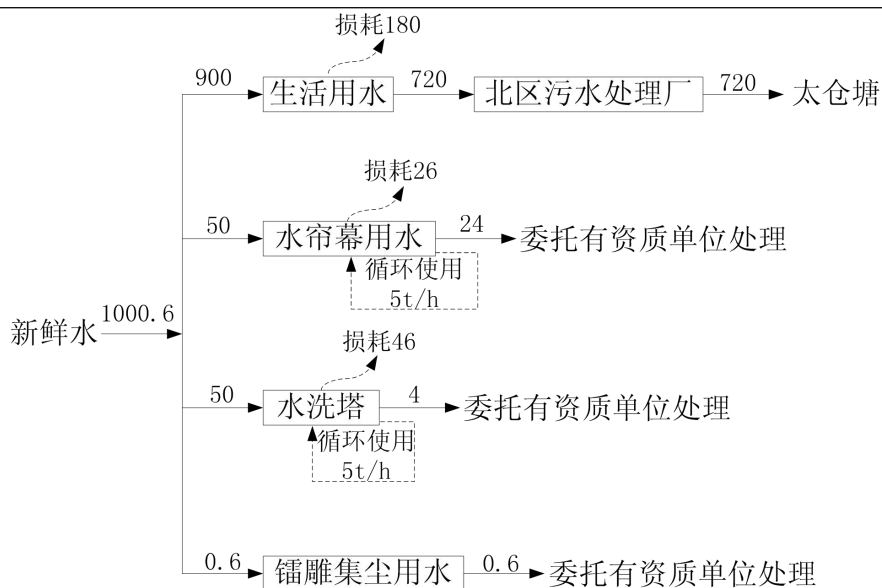 损耗180
900
生活用水
720
北区污水处理厂
720
太仓塘
损耗26
50
水帘幕用水
24
委托有资质单位处理
循环使用
5t/h
新鲜水
1000.6
损耗46
50
水洗塔
4
委托有资质单位处理
循环使用
5t/h
0.6
镭雕集尘用水
0.6
委托有资质单位处理